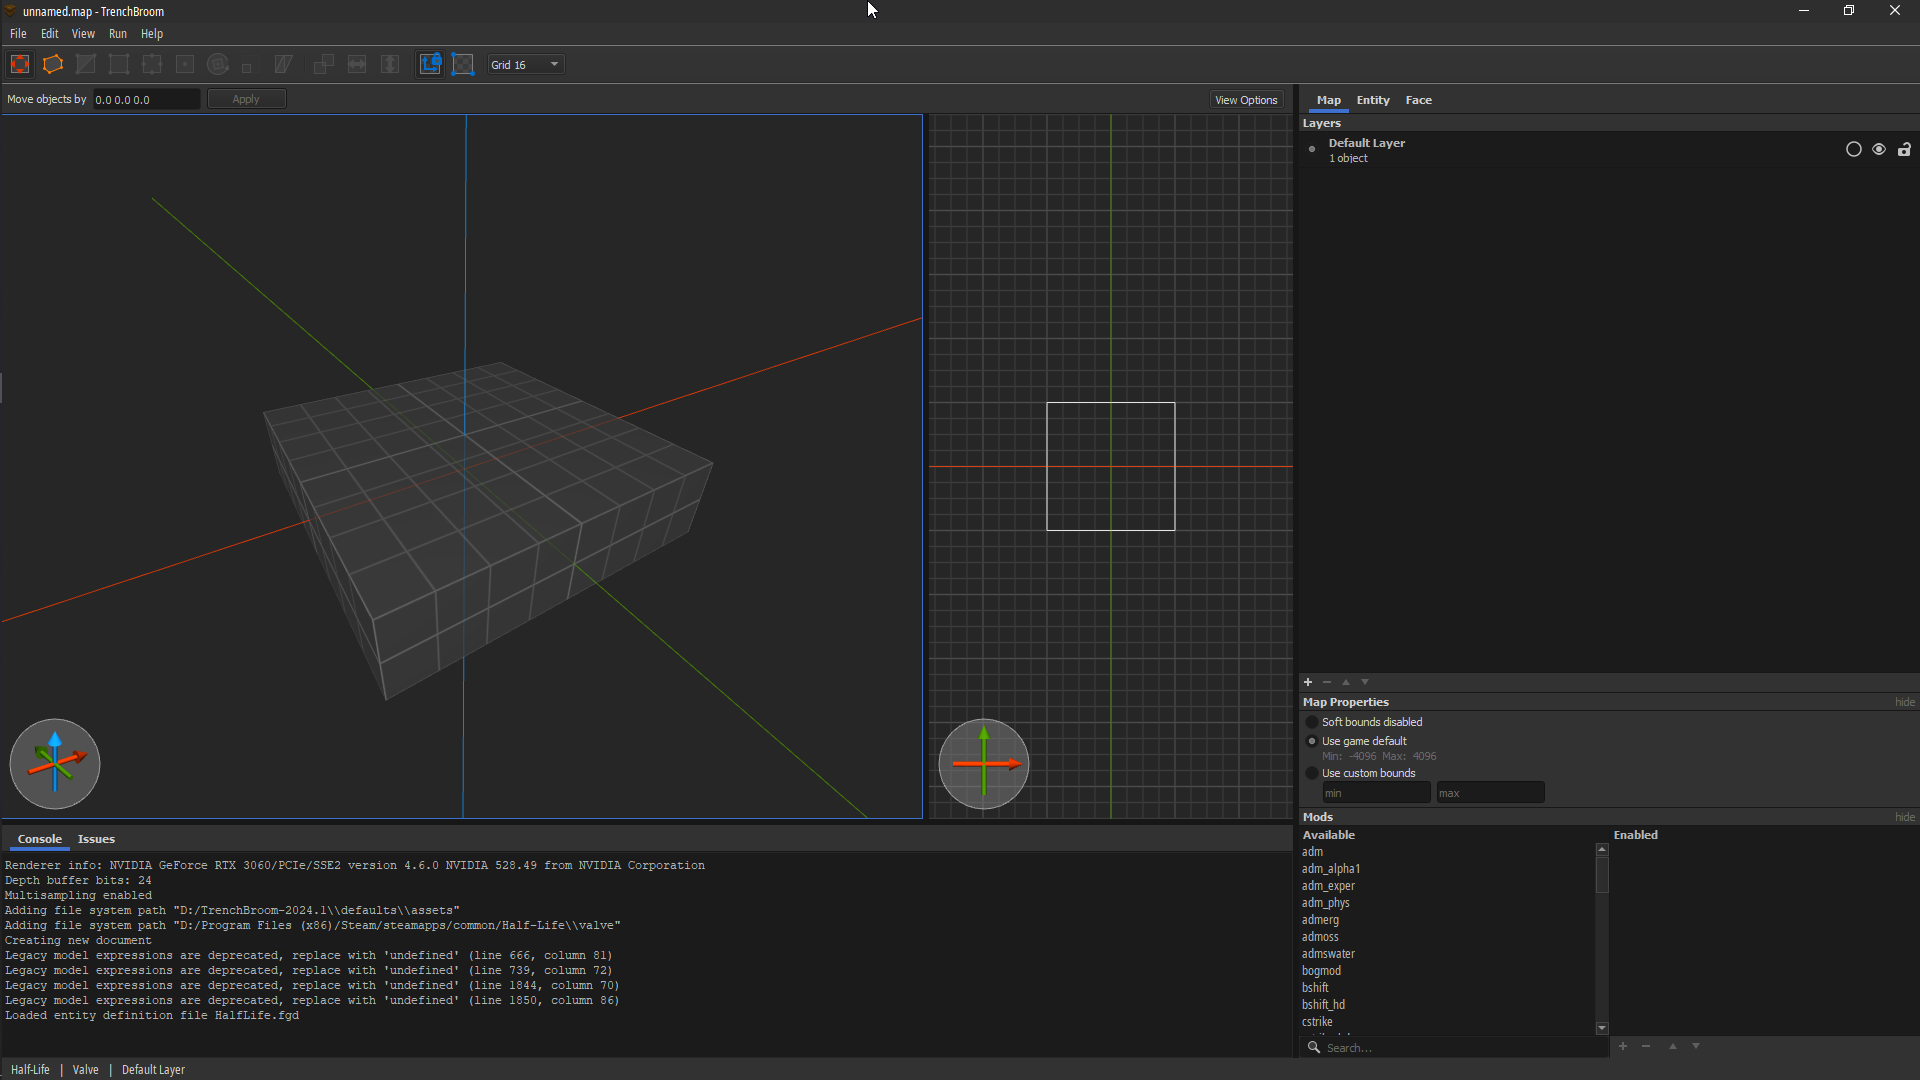 unnamed.map - TrenchBroom
File Edit View Run Help
Grid 16
Move objects by 0.0 0.0 0.0 Apply
View Options
Map Entity Face
Layers
Default Layer
1 object
Map Properties hide
Soft bounds disabled
Use game default
Min: -4096 Max: 4096
Use custom bounds
min max
Mods hide
Available Enabled
adm
adm_alpha1
adm_exper
adm_phys
admerg
admoss
admswater
bogmod
bshift
bshift_hd
cstrike
Search...
Console Issues
Renderer info: NVIDIA GeForce RTX 3060/PCIe/SSE2 version 4.6.0 NVIDIA 528.49 from NVIDIA Corporation
Depth buffer bits: 24
Multisampling enabled
Adding file system path "D:/TrenchBroom-2024.1\\defaults\\assets"
Adding file system path "D:/Program Files (x86)/Steam/steamapps/common/Half-Life\\valve"
Creating new document
Legacy model expressions are deprecated, replace with 'undefined' (line 666, column 81)
Legacy model expressions are deprecated, replace with 'undefined' (line 739, column 72)
Legacy model expressions are deprecated, replace with 'undefined' (line 1844, column 70)
Legacy model expressions are deprecated, replace with 'undefined' (line 1850, column 86)
Loaded entity definition file HalfLife.fgd
Half-Life | Valve | Default Layer